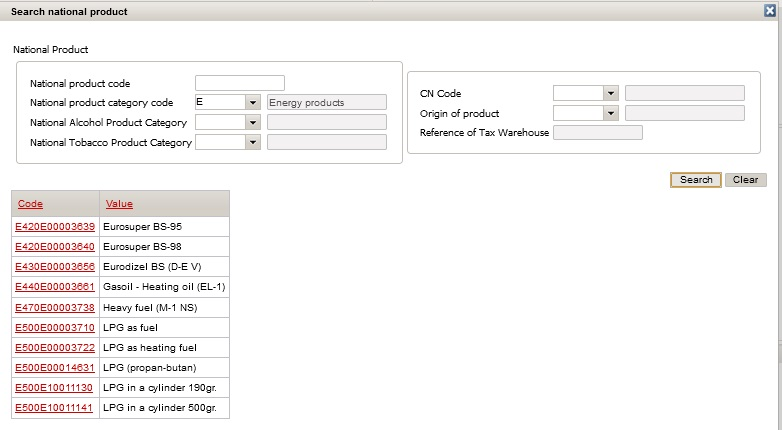 Search national product
National Product
National product code
National product category code E Energy products
National Alcohol Product Category
National Tobacco Product Category
CN Code
Origin of product
Reference of Tax Warehouse
Search Clear
Code Value
E420E00003639 Eurosuper BS-95
E420E00003640 Eurosuper BS-98
E430E00003656 Eurodizel BS (D-E V)
E440E00003661 Gasoil - Heating oil (EL-1)
E470E00003738 Heavy fuel (M-1 NS)
E500E00003710 LPG as fuel
E500E00003722 LPG as heating fuel
E500E00014631 LPG (propan-butan)
E500E10011130 LPG in a cylinder 190gr.
E500E10011141 LPG in a cylinder 500gr.